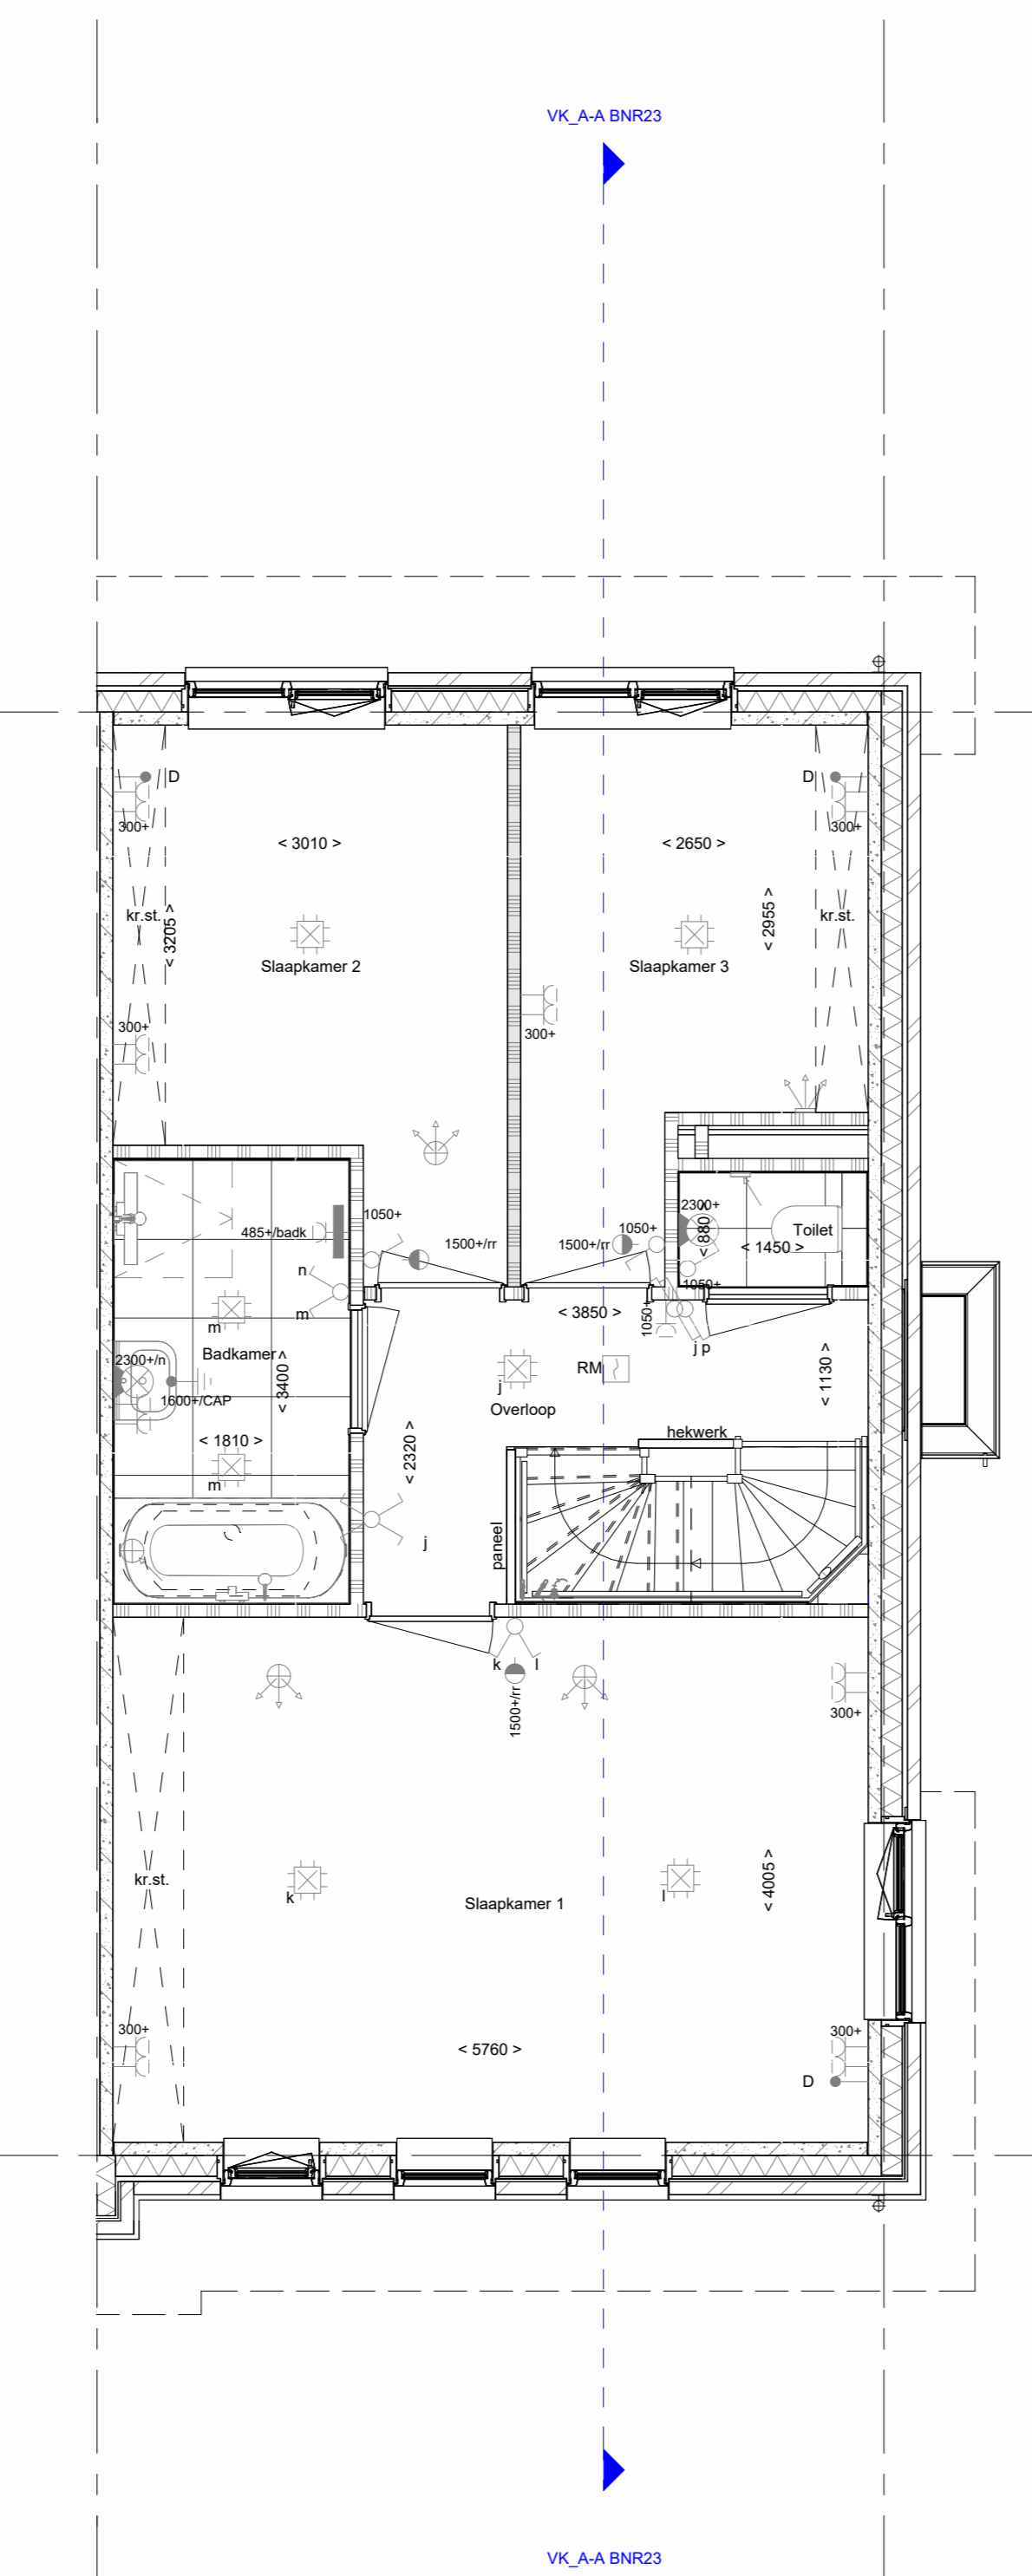 VK_A-A BNR23
D
D
300+
300+
< 3010 >
< 2650 >
kr.st.
< 3205 >
< 2955 >
kr.st.
Slaapkamer 2
Slaapkamer 3
300+
300+
2300+
1050+
485+/badk
1500+/rr
1500+/rr
1050+
< 880 >
Toilet
< 1450 >
n
1050+
m
m
< 3850 >
1050+
j p
Badkamer
2300+/n
1600+/CAP
< 3400 >
j
RM
< 1130 >
Overloop
< 1810 >
m
< 2320 >
hekwerk
j
paneel
k
l
1500+/rr
300+
kr.st.
k
l
< 4005 >
Slaapkamer 1
300+
300+
< 5760 >
D
VK_A-A BNR23